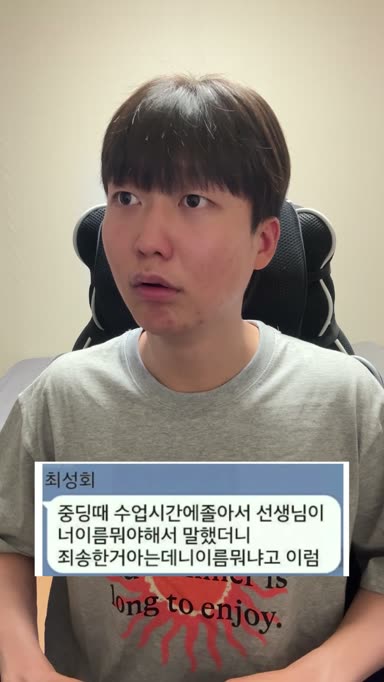 최성회
중딩때 수업시간에졸아서 선생님이
너이름뭐야해서 말했더니
죄송한거아는데니이름뭐냐고 이럼
is
long to enjoy.